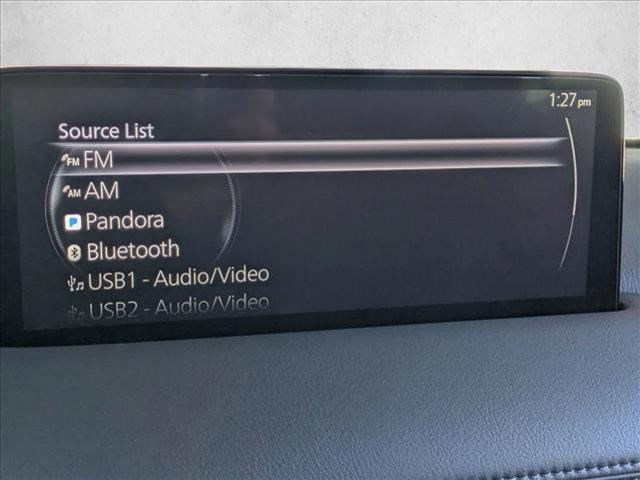 1:27 pm
Source List
FM FM
AM AM
Pandora
Bluetooth
USB1 - Audio/Video
USB2 - Audio/Video